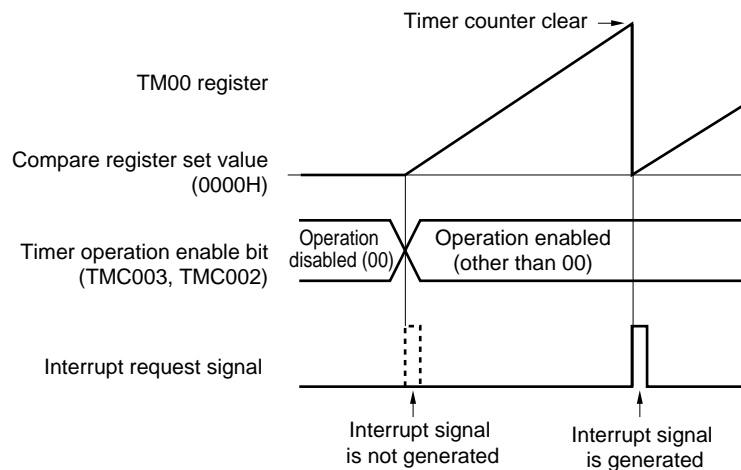 Timer counter clear
TM00 register
Compare register set value
(0000H)
Timer operation enable bit
(TMC003, TMC002)
Operation
disabled (00)
Operation enabled
(other than 00)
Interrupt request signal
Interrupt signal
is not generated
Interrupt signal
is generated